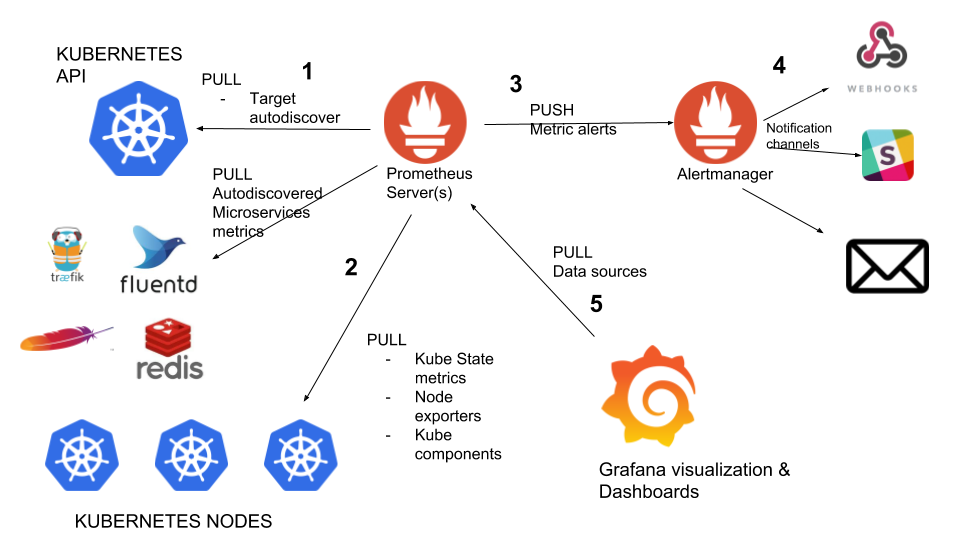 KUBERNETES
API
PULL
- Target
autodiscover
1
PULL
Autodiscovered
Microservices
metrics
træfik
fluentd
redis
2
PULL
- Kube State
metrics
- Node
exporters
- Kube
components
KUBERNETES NODES
Prometheus
Server(s)
3
PUSH
Metric alerts
Alertmanager
4
Notification
channels
WEBHOOKS
S
PULL
Data sources
5
Grafana visualization &
Dashboards